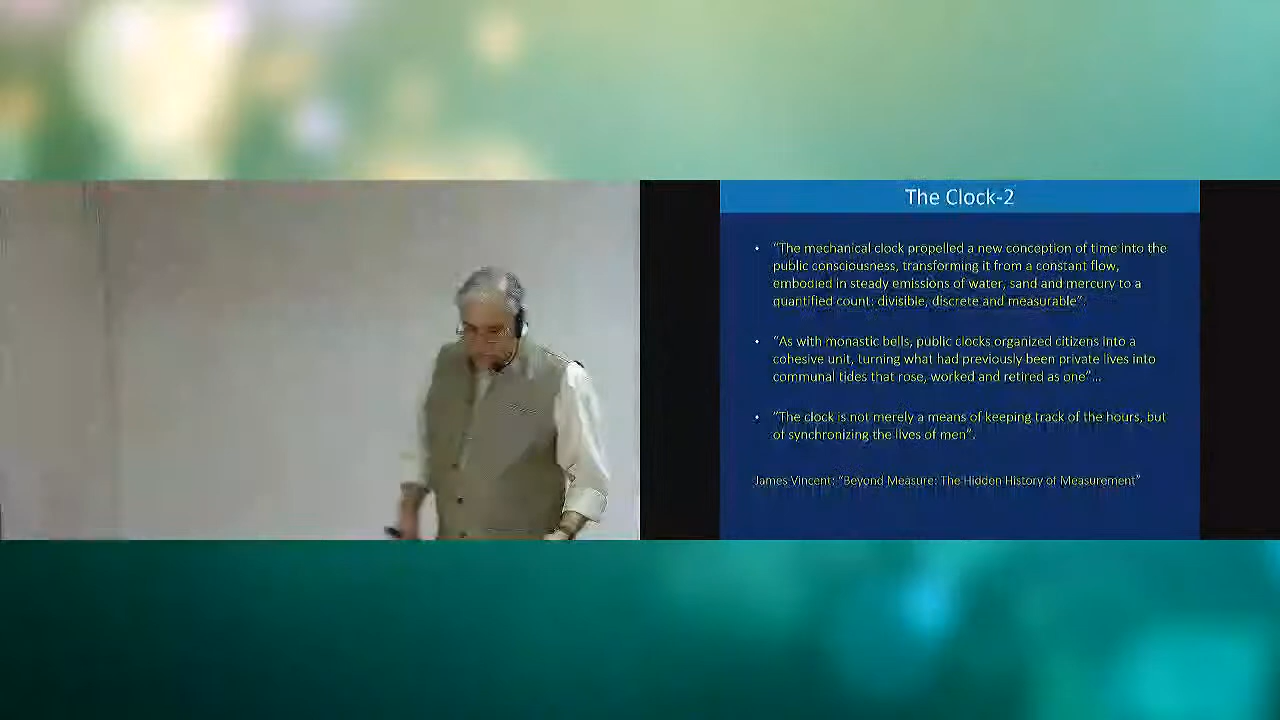 The Clock-2
• “The mechanical clock propelled a new conception of time into the
public consciousness, transforming it from a constant flow,
embodied in steady emissions of water, sand and mercury to a
quantified count: divisible, discrete and measurable”.
• “As with monastic bells, public clocks organized citizens into a
cohesive unit, turning what had previously been private lives into
communal tides that rose, worked and retired as one”…
• “The clock is not merely a means of keeping track of the hours, but
of synchronizing the lives of men”.
James Vincent: “Beyond Measure: The Hidden History of Measurement”